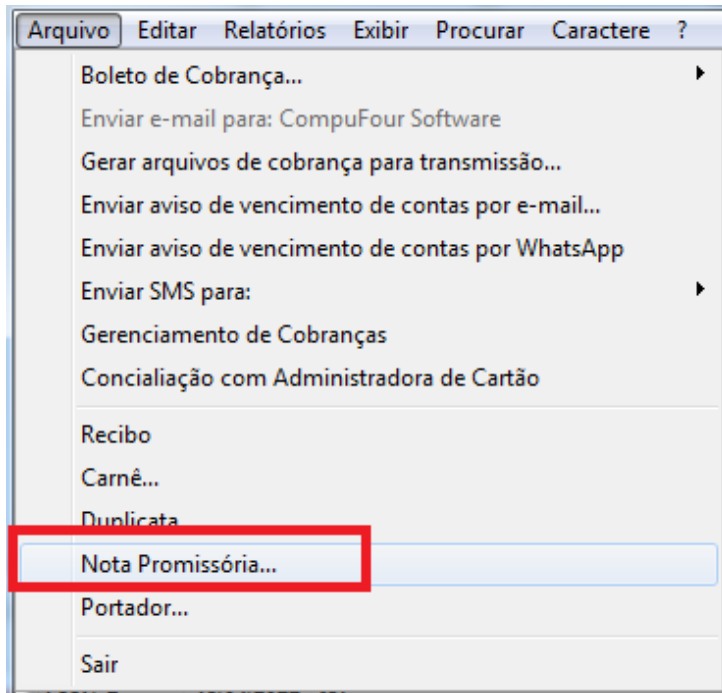 Arquivo Editar Relatórios Exibir Procurar Caractere ?
Boleto de Cobrança...
Enviar e-mail para: CompuFour Software
Gerar arquivos de cobrança para transmissão...
Enviar aviso de vencimento de contas por e-mail...
Enviar aviso de vencimento de contas por WhatsApp
Enviar SMS para:
Gerenciamento de Cobranças
Concialiação com Administradora de Cartão
Recibo
Carnê...
Duplicata
Nota Promissória...
Portador...
Sair